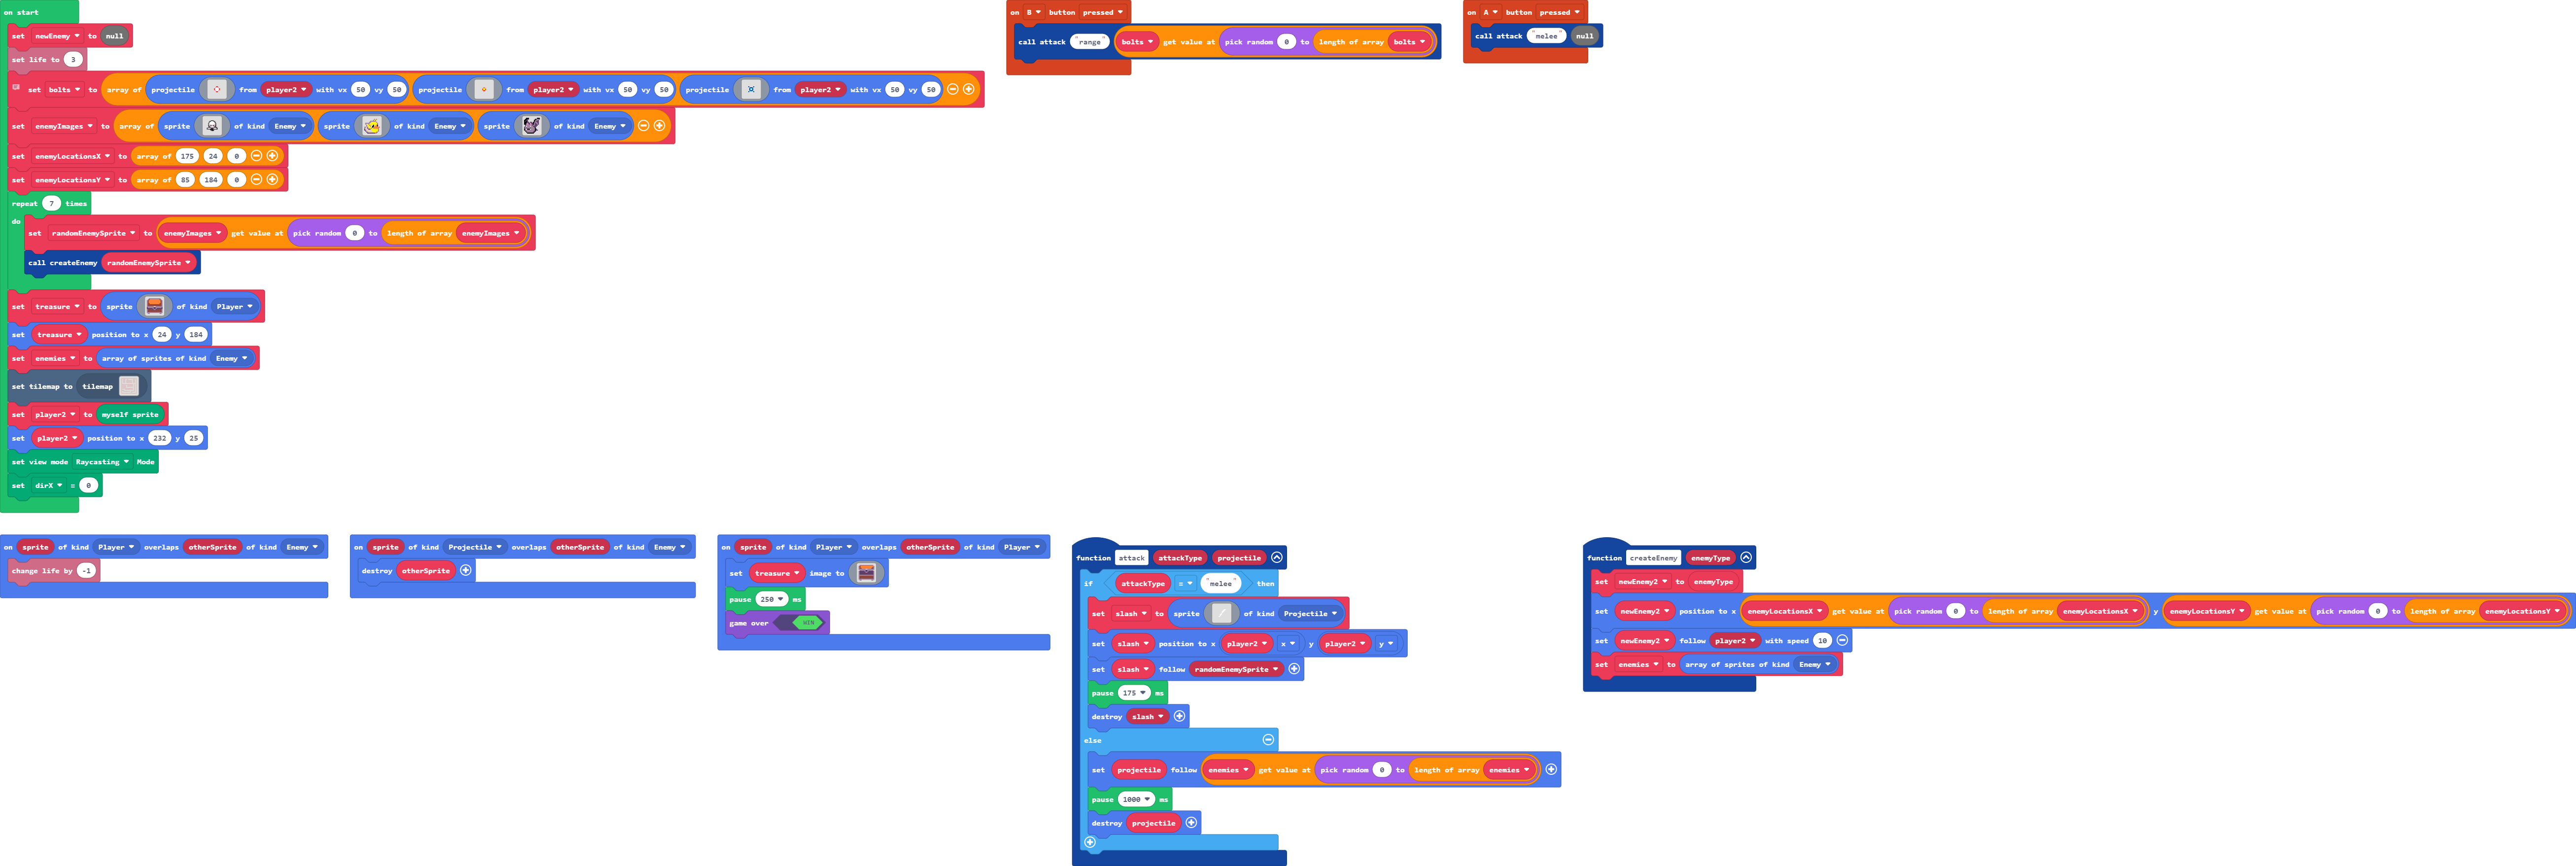 on start
set newEnemy to null
set life to 3
set bolts to array of projectile from player2 with vx 50 vy 50 projectile from player2 with vx 50 vy 50 projectile from player2 with vx 50 vy 50
set enemyImages to array of sprite of kind Enemy sprite of kind Enemy sprite of kind Enemy
set enemyLocationsX to array of 175 24 0
set enemyLocationsY to array of 85 184 0
repeat 7 times
do
set randomEnemySprite to enemyImages get value at pick random 0 to length of array enemyImages
call createEnemy randomEnemySprite
set treasure to sprite of kind Player
set treasure position to x 24 y 184
set enemies to array of sprites of kind Enemy
set tilemap to tilemap
set player2 to myself sprite
set player2 position to x 232 y 25
set view mode Raycasting Mode
set dirX = 0
on B button pressed
call attack "range" bolts get value at pick random 0 to length of array bolts
on A button pressed
call attack "melee" null
on sprite of kind Player overlaps otherSprite of kind Enemy
change life by -1
on sprite of kind Projectile overlaps otherSprite of kind Enemy
destroy otherSprite
on sprite of kind Player overlaps otherSprite of kind Player
set treasure image to
pause 250 ms
game over WIN
function attack attackType projectile
if attackType = "melee" then
set slash to sprite of kind Projectile
set slash position to x player2 x y player2 y
set slash follow randomEnemySprite
pause 175 ms
destroy slash
else
set projectile follow enemies get value at pick random 0 to length of array enemies
pause 1000 ms
destroy projectile
function createEnemy enemyType
set newEnemy2 to enemyType
set newEnemy2 position to x enemyLocationsX get value at pick random 0 to length of array enemyLocationsX y enemyLocationsY get value at pick random 0 to length of array enemyLocationsY
set newEnemy2 follow player2 with speed 10
set enemies to array of sprites of kind Enemy